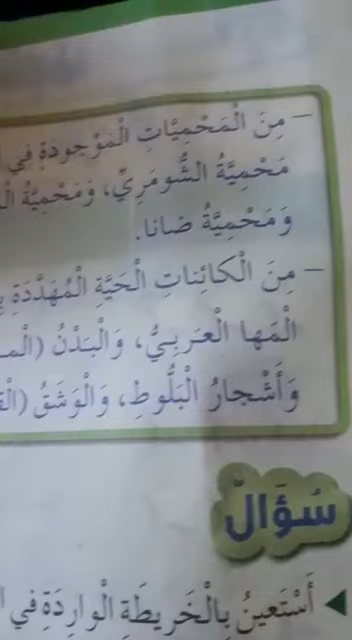 – مِنَ الْمَحْمِيَّاتِ الْمَوْجودَةِ في
مَحْمِيَّةُ الشُّومَرِيِّ، وَمَحْمِيَّةُ
وَمَحْمِيَّةُ ضانا.
– مِنَ الْكائِناتِ الْحَيَّةِ الْمُهَدَّدَةِ
الْمَها الْعَرَبِيُّ، وَالْبَدْنُ
وَأَشْجارُ الْبَلُّوطِ، وَالْوَشَقُ
سُؤالٌ
◀ أَسْتَعينُ بِالْخَريطَةِ الْوارِدَةِ في